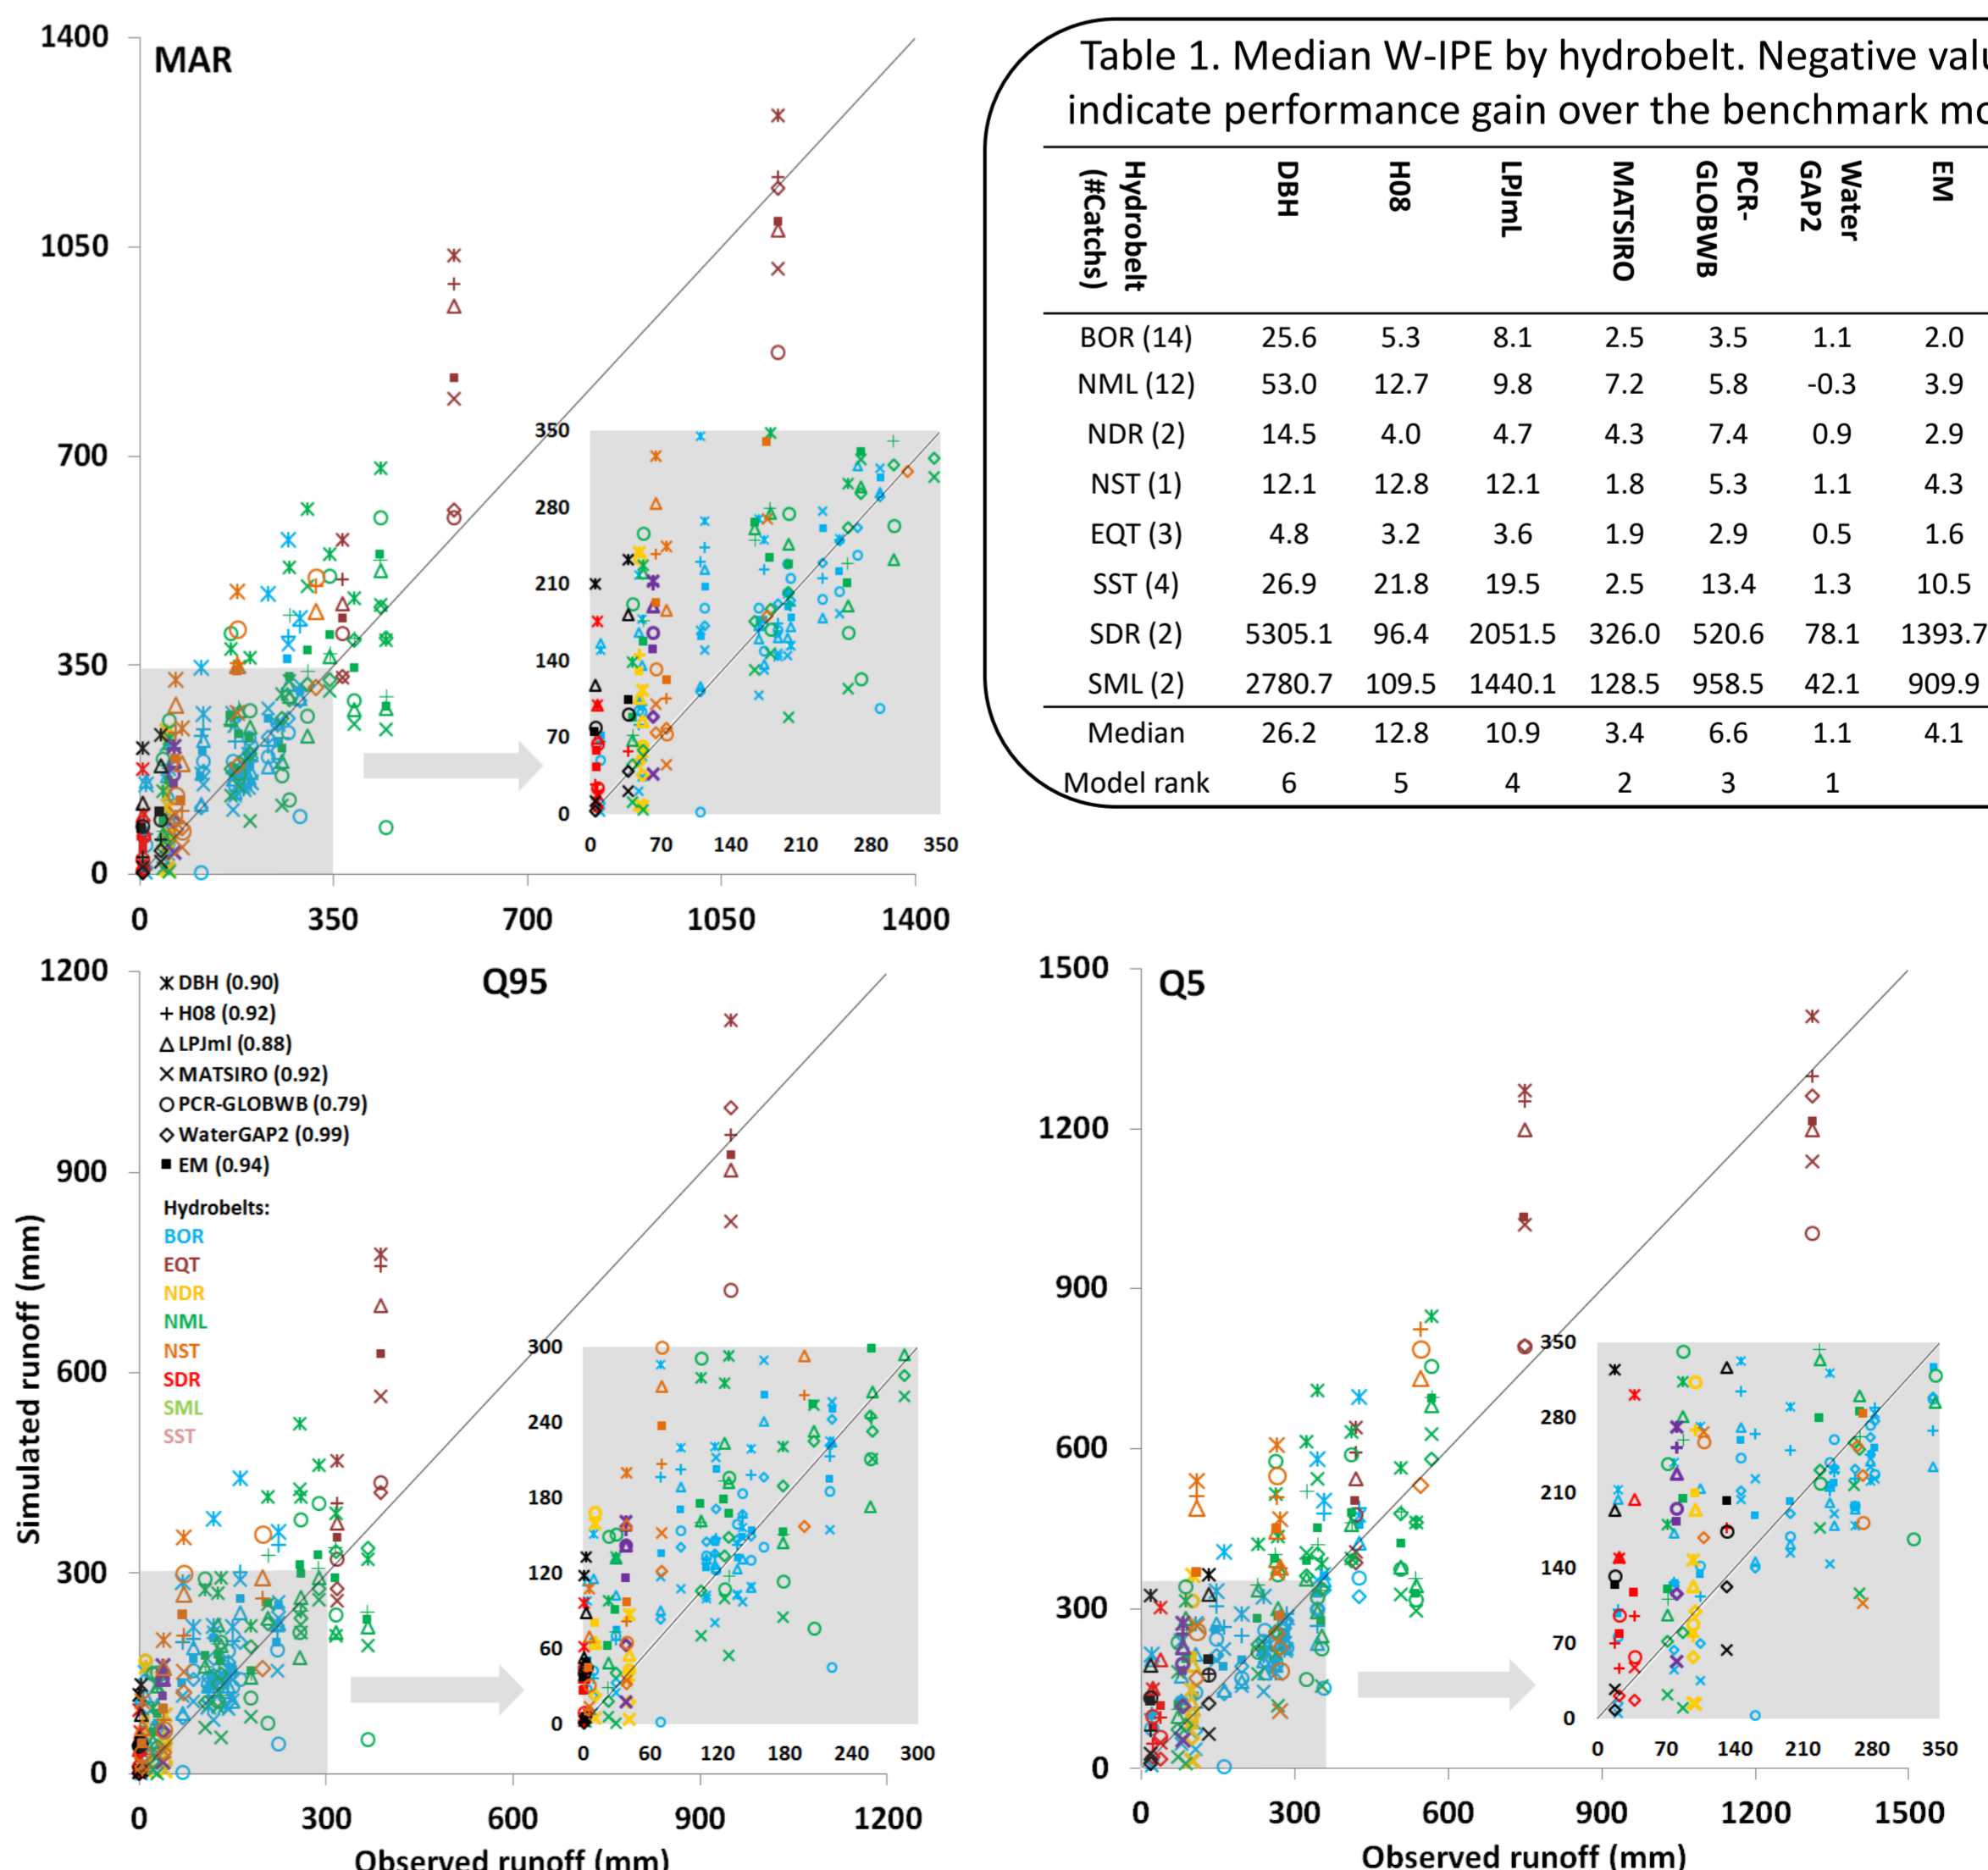 MAR
1400
1050
700
350
0
0 350 700 1050 1400
350
280
210
140
70
0
0 70 140 210 280 350
Table 1. Median W-IPE by hydrobelt. Negative
indicate performance gain over the benchmark
Hydrobelt (#Catchs) DBH H08 LPJmL MATSIRO PCR-GLOBWB Water GAP2 EM
BOR (14) 25.6 5.3 8.1 2.5 3.5 1.1 2.0
NML (12) 53.0 12.7 9.8 7.2 5.8 -0.3 3.9
NDR (2) 14.5 4.0 4.7 4.3 7.4 0.9 2.9
NST (1) 12.1 12.8 12.1 1.8 5.3 1.1 4.3
EQT (3) 4.8 3.2 3.6 1.9 2.9 0.5 1.6
SST (4) 26.9 21.8 19.5 2.5 13.4 1.3 10.5
SDR (2) 5305.1 96.4 2051.5 326.0 520.6 78.1 1393.7
SML (2) 2780.7 109.5 1440.1 128.5 958.5 42.1 909.9
Median 26.2 12.8 10.9 3.4 6.6 1.1 4.1
Model rank 6 5 4 2 3 1
Q95
1200
900
600
300
0
0 300 600 900 1200
DBH (0.90)
H08 (0.92)
LPJml (0.88)
MATSIRO (0.92)
PCR-GLOBWB (0.79)
WaterGAP2 (0.99)
EM (0.94)
Hydrobelts:
BOR
EQT
NDR
NML
NST
SDR
SML
SST
300
240
180
120
60
0
0 60 120 180 240 300
Simulated runoff (mm)
Observed runoff (mm)
Q5
1500
1200
900
600
300
0
0 300 600 900 1200 1500
350
280
210
140
70
0
0 70 140 210 280 350
Observed runoff (mm)